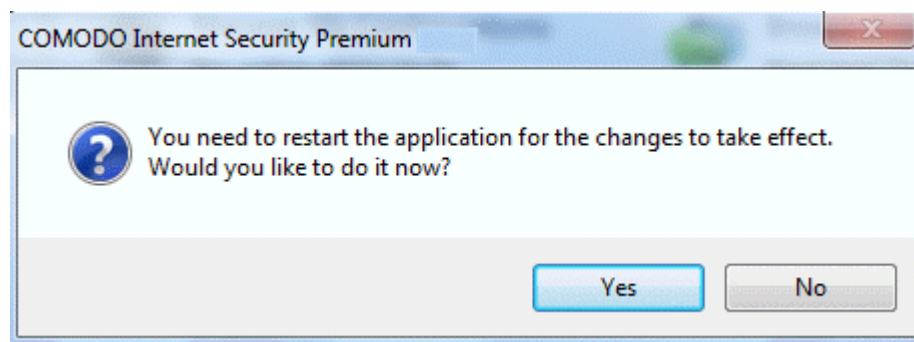 COMODO Internet Security Premium
You need to restart the application for the changes to take effect.
Would you like to do it now?
Yes No